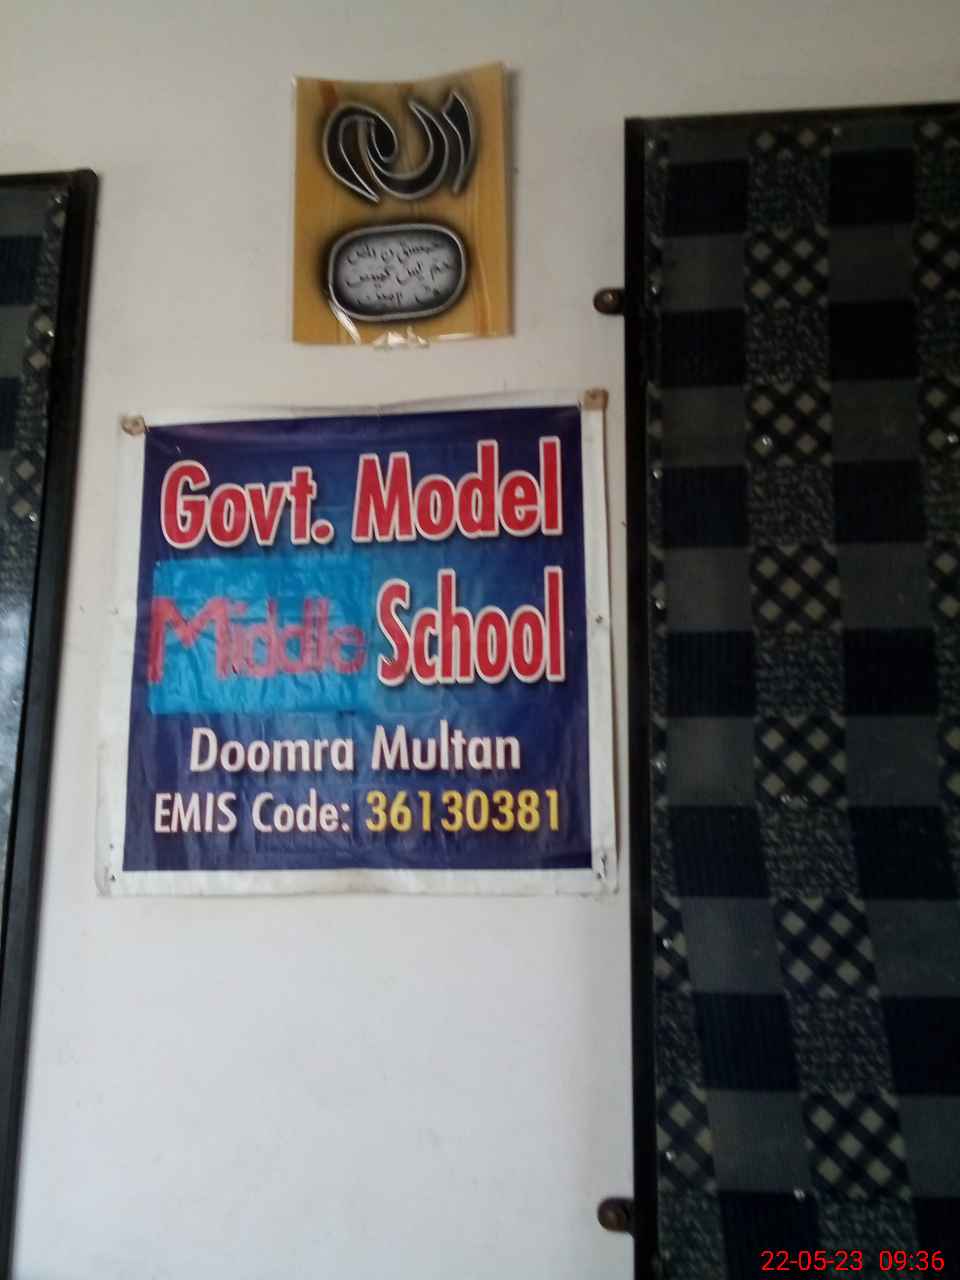 Govt. Model
Middle School
Doomra Multan
EMIS Code: 36130381
22-05-23 09:36